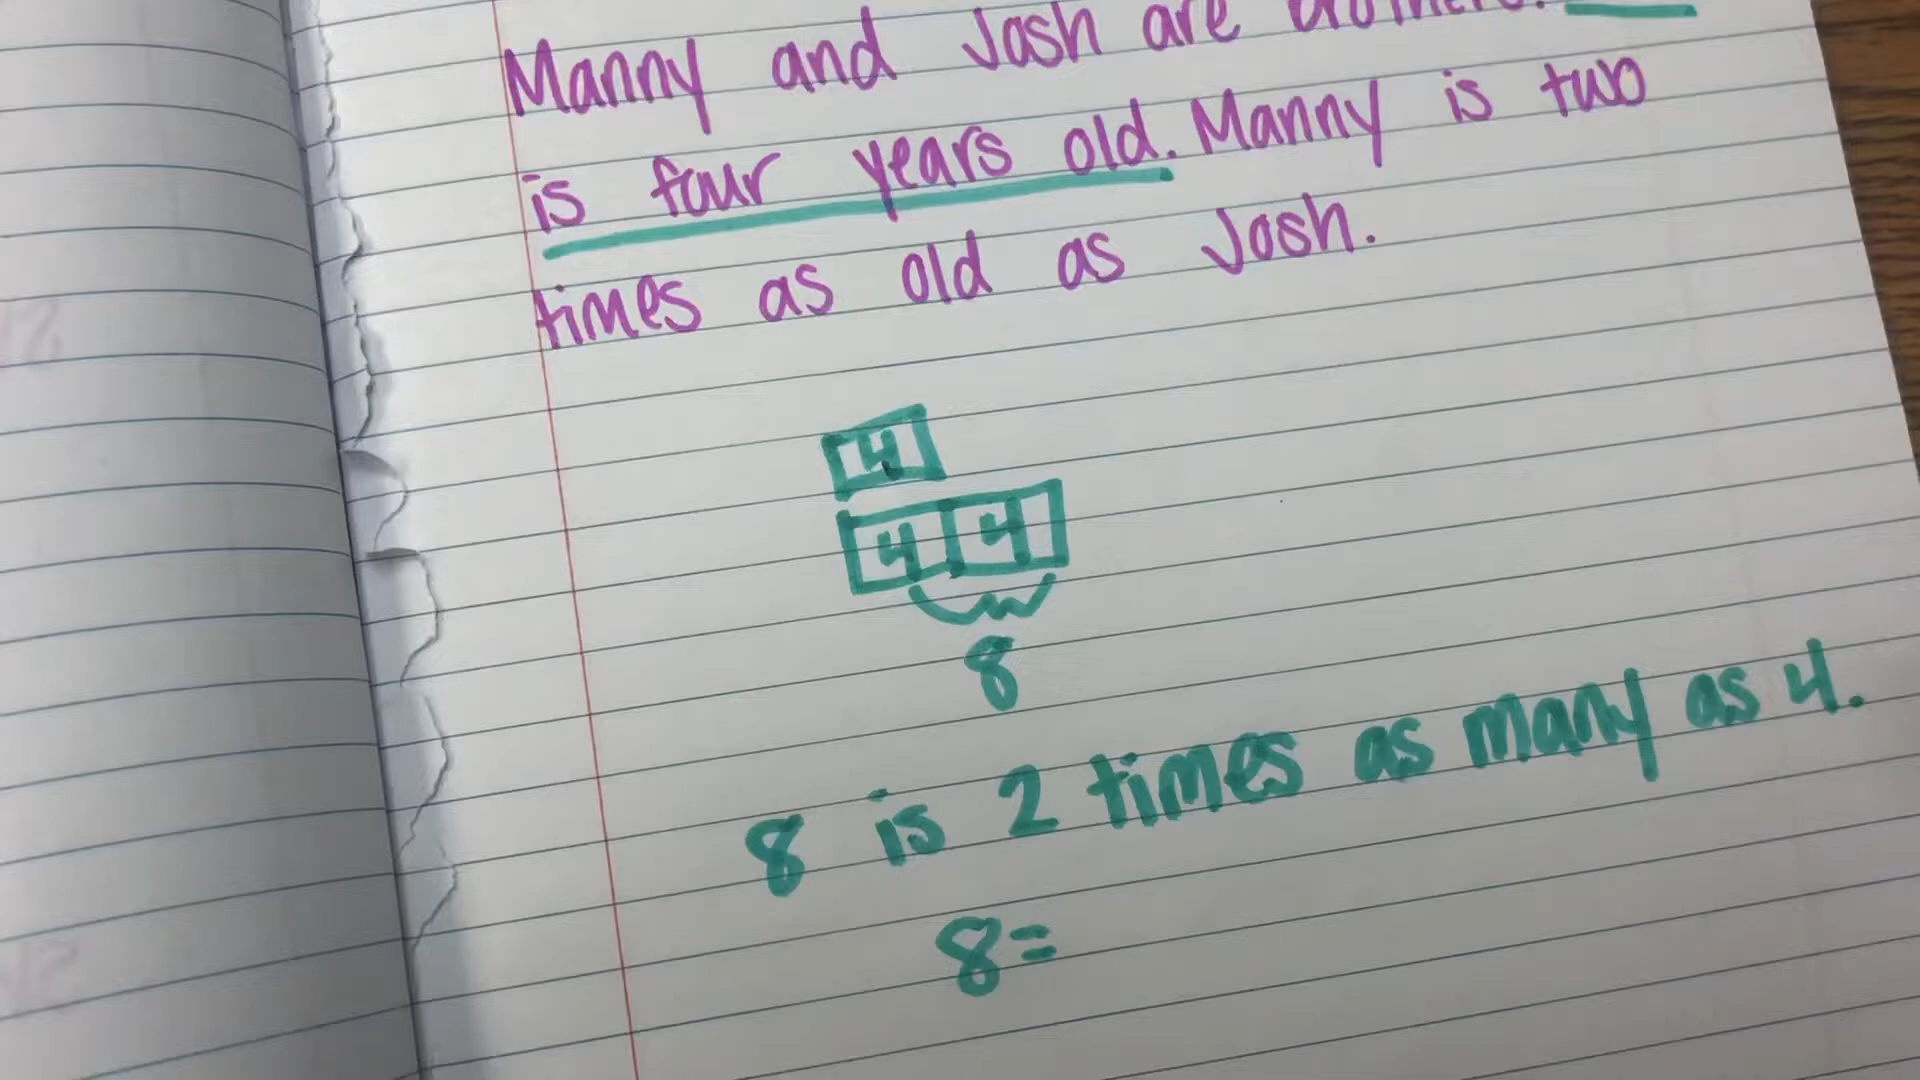 Manny and Josh are brothers.
is four years old. Manny is two
times as old as Josh.
4
4 4
8
8 is 2 times as many as 4.
8=